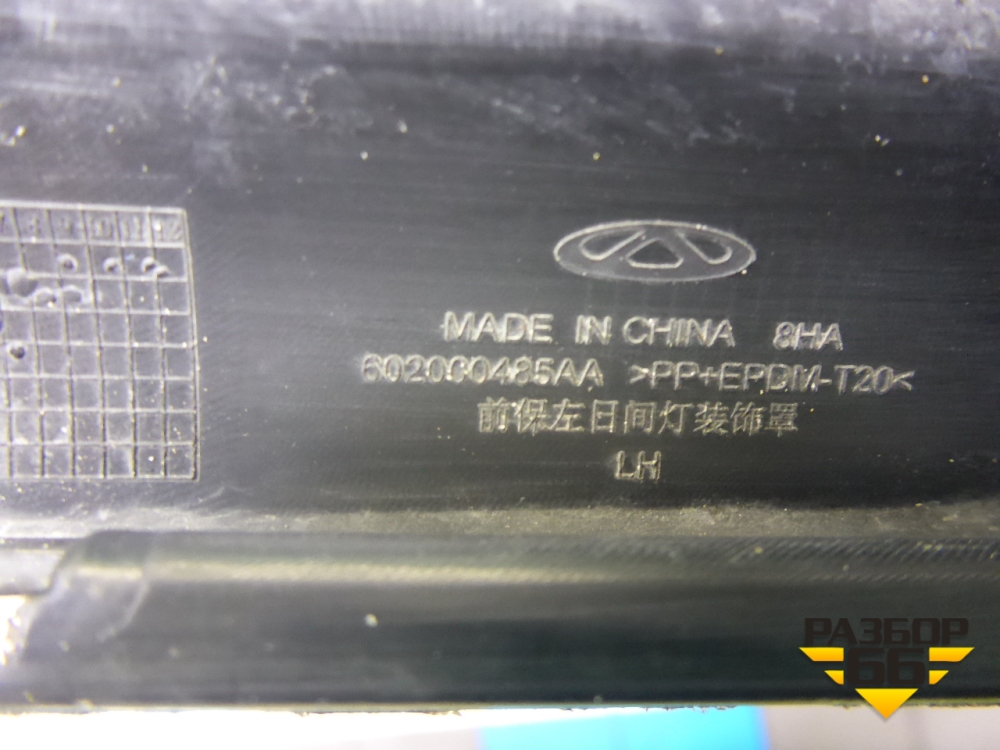 MADE IN CHINA 8HA
602000485AA >PP+EPDM-T20<
前保左日间灯装饰罩
LH
РАЗБОР
66